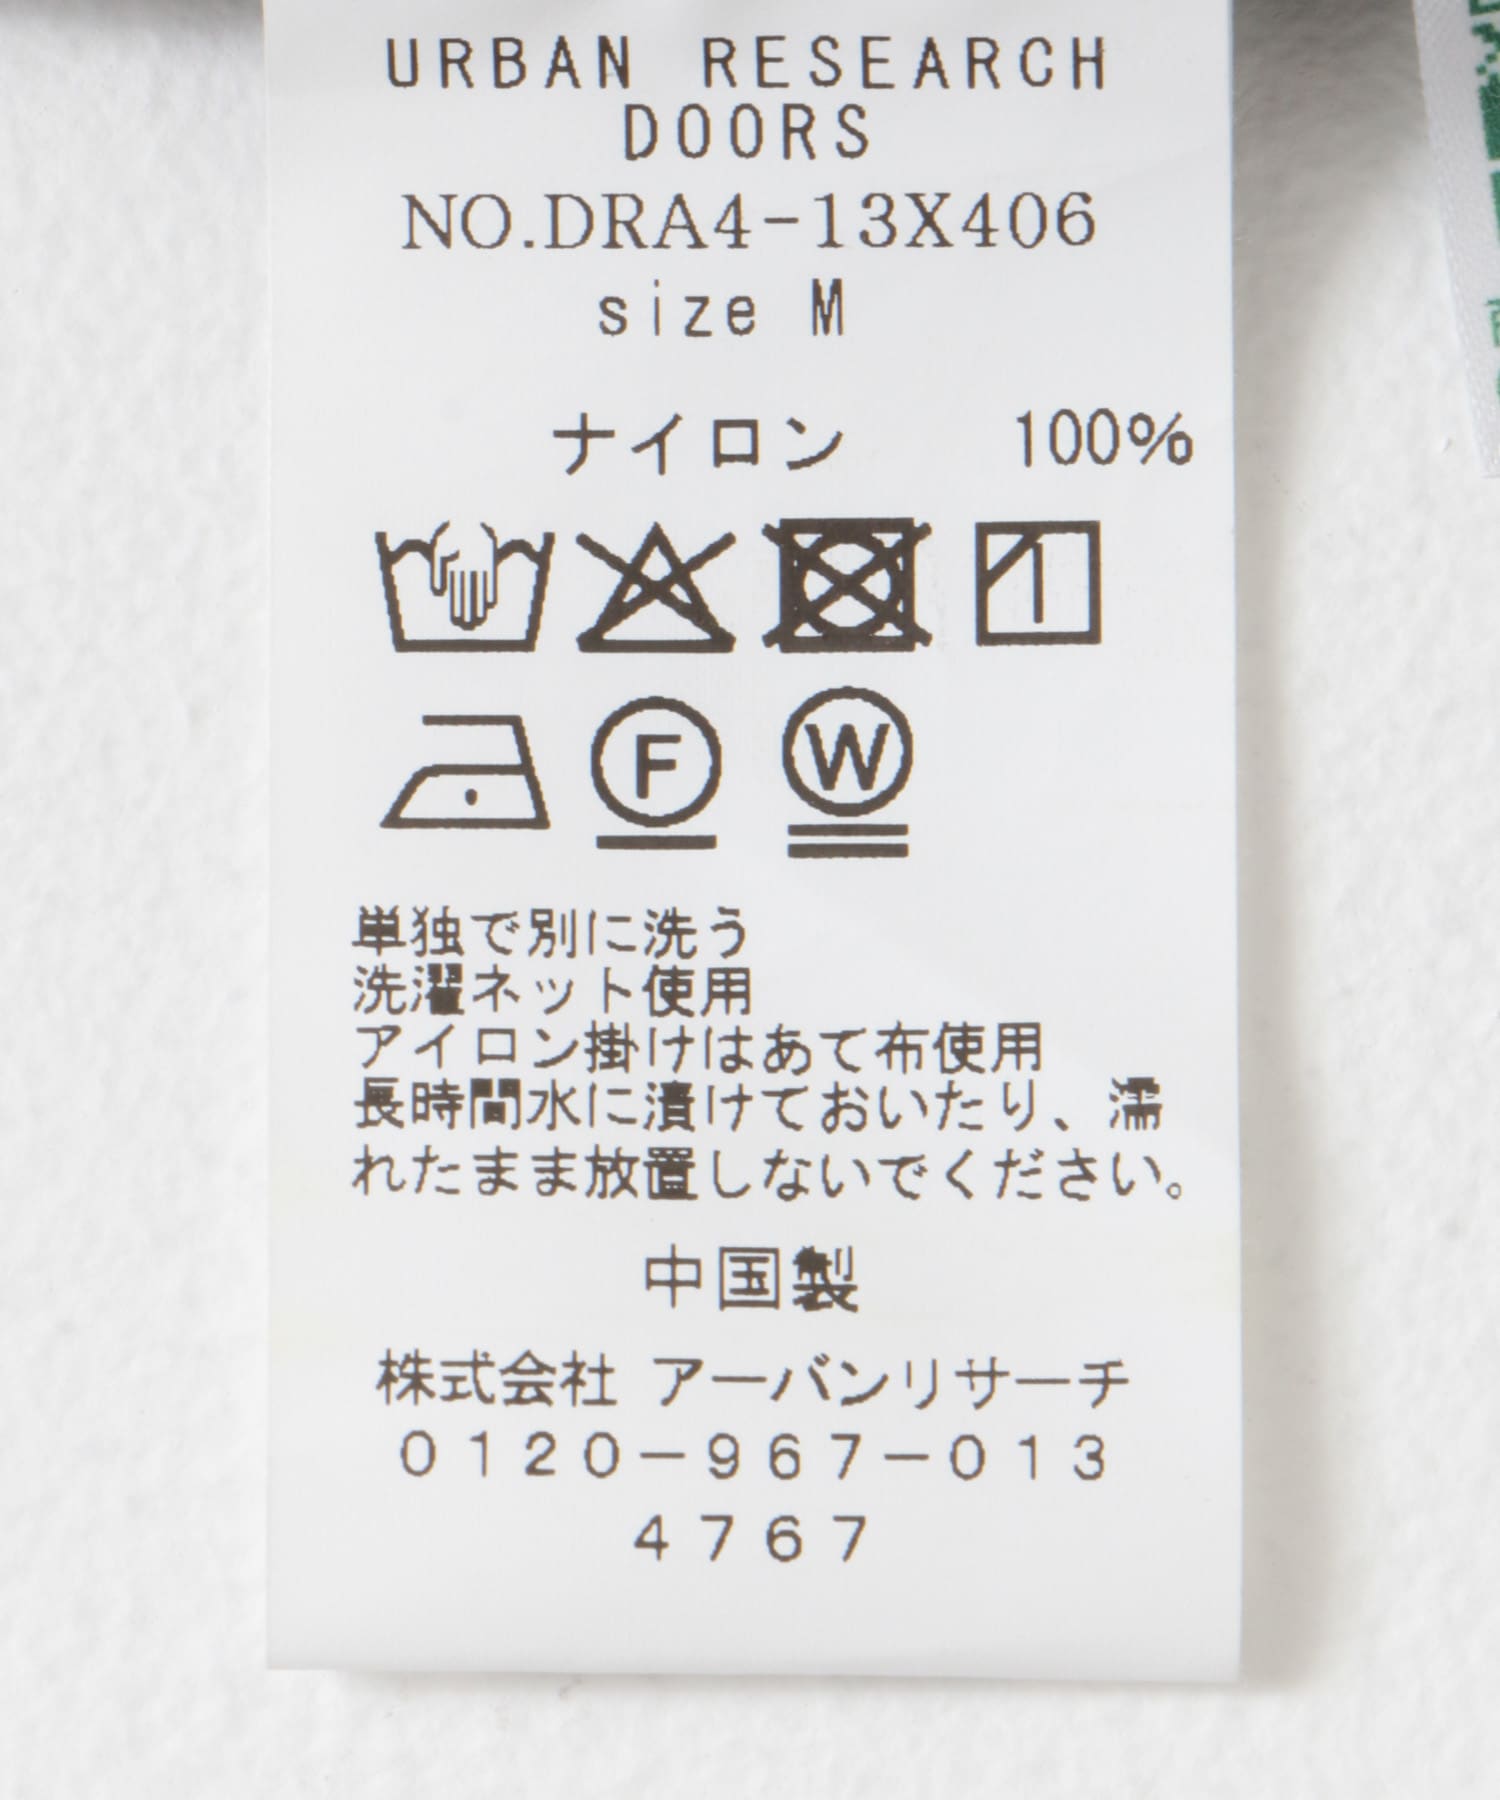 URBAN RESEARCH
DOORS
NO.DRA4-13X406
size M
ナイロン 100%
F W
単独で別に洗う
洗濯ネット使用
アイロン掛けはあて布使用
長時間水に漬けておいたり、濡
れたまま放置しないでください。
中国製
株式会社 アーバンリサーチ
0120-967-013
4767